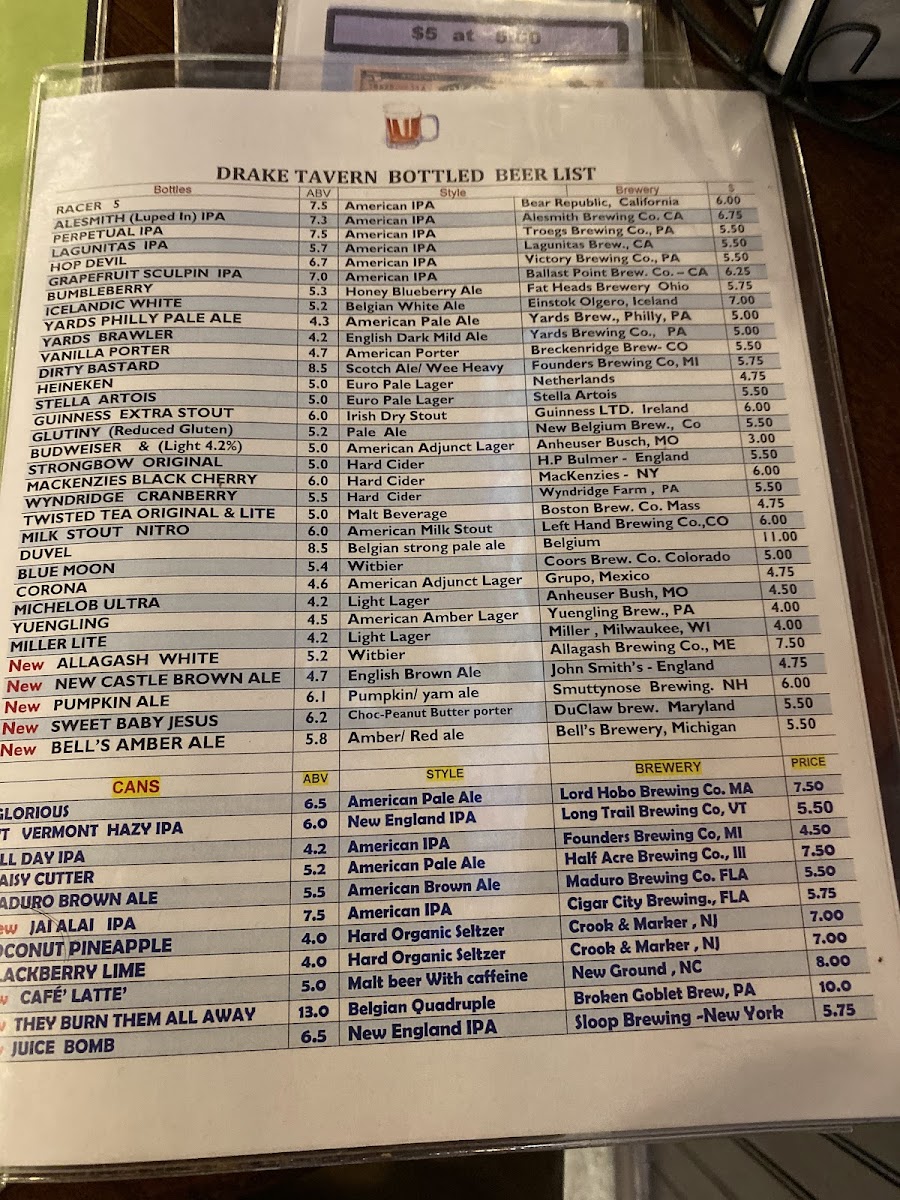 $5 at 5:00
DRAKE TAVERN BOTTLED BEER LIST
Bottles ABV Style Brewery $
RACER 5 7.5 American IPA Bear Republic, California 6.00
ALESMITH (Luped In) IPA 7.3 American IPA Alesmith Brewing Co. CA 6.75
PERPETUAL IPA 7.5 American IPA Troegs Brewing Co., PA 5.50
LAGUNITAS IPA 5.7 American IPA Lagunitas Brew., CA 5.50
HOP DEVIL 6.7 American IPA Victory Brewing Co., PA 5.50
GRAPEFRUIT SCULPIN IPA 7.0 American IPA Ballast Point Brew. Co. – CA 6.25
BUMBLEBERRY 5.3 Honey Blueberry Ale Fat Heads Brewery Ohio 5.75
ICELANDIC WHITE 5.2 Belgian White Ale Einstok Olgero, Iceland 7.00
YARDS PHILLY PALE ALE 4.3 American Pale Ale Yards Brew., Philly, PA 5.00
YARDS BRAWLER 4.2 English Dark Mild Ale Yards Brewing Co., PA 5.00
VANILLA PORTER 4.7 American Porter Breckenridge Brew- CO 5.50
DIRTY BASTARD 8.5 Scotch Ale/ Wee Heavy Founders Brewing Co, MI 5.75
HEINEKEN 5.0 Euro Pale Lager Netherlands 4.75
STELLA ARTOIS 5.0 Euro Pale Lager Stella Artois 5.50
GUINNESS EXTRA STOUT 6.0 Irish Dry Stout Guinness LTD. Ireland 6.00
GLUTINY (Reduced Gluten) 5.2 Pale Ale New Belgium Brew., Co 5.50
BUDWEISER & (Light 4.2%) 5.0 American Adjunct Lager Anheuser Busch, MO 3.00
STRONGBOW ORIGINAL 5.0 Hard Cider H.P Bulmer - England 5.50
MACKENZIES BLACK CHERRY 6.0 Hard Cider MacKenzies - NY 6.00
WYNDRIDGE CRANBERRY 5.5 Hard Cider Wyndridge Farm , PA 5.50
TWISTED TEA ORIGINAL & LITE 5.0 Malt Beverage Boston Brew. Co. Mass 4.75
MILK STOUT NITRO 6.0 American Milk Stout Left Hand Brewing Co.,CO 6.00
DUVEL 8.5 Belgian strong pale ale Belgium 11.00
BLUE MOON 5.4 Witbier Coors Brew. Co. Colorado 5.00
CORONA 4.6 American Adjunct Lager Grupo, Mexico 4.75
MICHELOB ULTRA 4.2 Light Lager Anheuser Bush, MO 4.50
YUENGLING 4.5 American Amber Lager Yuengling Brew., PA 4.00
MILLER LITE 4.2 Light Lager Miller , Milwaukee, WI 4.00
New ALLAGASH WHITE 5.2 Witbier Allagash Brewing Co., ME 7.50
New NEW CASTLE BROWN ALE 4.7 English Brown Ale John Smith's - England 4.75
New PUMPKIN ALE 6.1 Pumpkin/ yam ale Smuttynose Brewing. NH 6.00
New SWEET BABY JESUS 6.2 Choc-Peanut Butter porter DuClaw brew. Maryland 5.50
New BELL'S AMBER ALE 5.8 Amber/ Red ale Bell's Brewery, Michigan 5.50
CANS ABV STYLE BREWERY PRICE
GLORIOUS 6.5 American Pale Ale Lord Hobo Brewing Co. MA 7.50
T VERMONT HAZY IPA 6.0 New England IPA Long Trail Brewing Co, VT 5.50
LL DAY IPA 4.2 American IPA Founders Brewing Co, MI 4.50
AISY CUTTER 5.2 American Pale Ale Half Acre Brewing Co., Ill 7.50
ADURO BROWN ALE 5.5 American Brown Ale Maduro Brewing Co. FLA 5.50
ew JAI ALAI IPA 7.5 American IPA Cigar City Brewing., FLA 5.75
OCONUT PINEAPPLE 4.0 Hard Organic Seltzer Crook & Marker , NJ 7.00
LACKBERRY LIME 4.0 Hard Organic Seltzer Crook & Marker , NJ 7.00
w CAFÉ' LATTE' 5.0 Malt beer With caffeine New Ground , NC 8.00
w THEY BURN THEM ALL AWAY 13.0 Belgian Quadruple Broken Goblet Brew, PA 10.0
w JUICE BOMB 6.5 New England IPA Sloop Brewing -New York 5.75